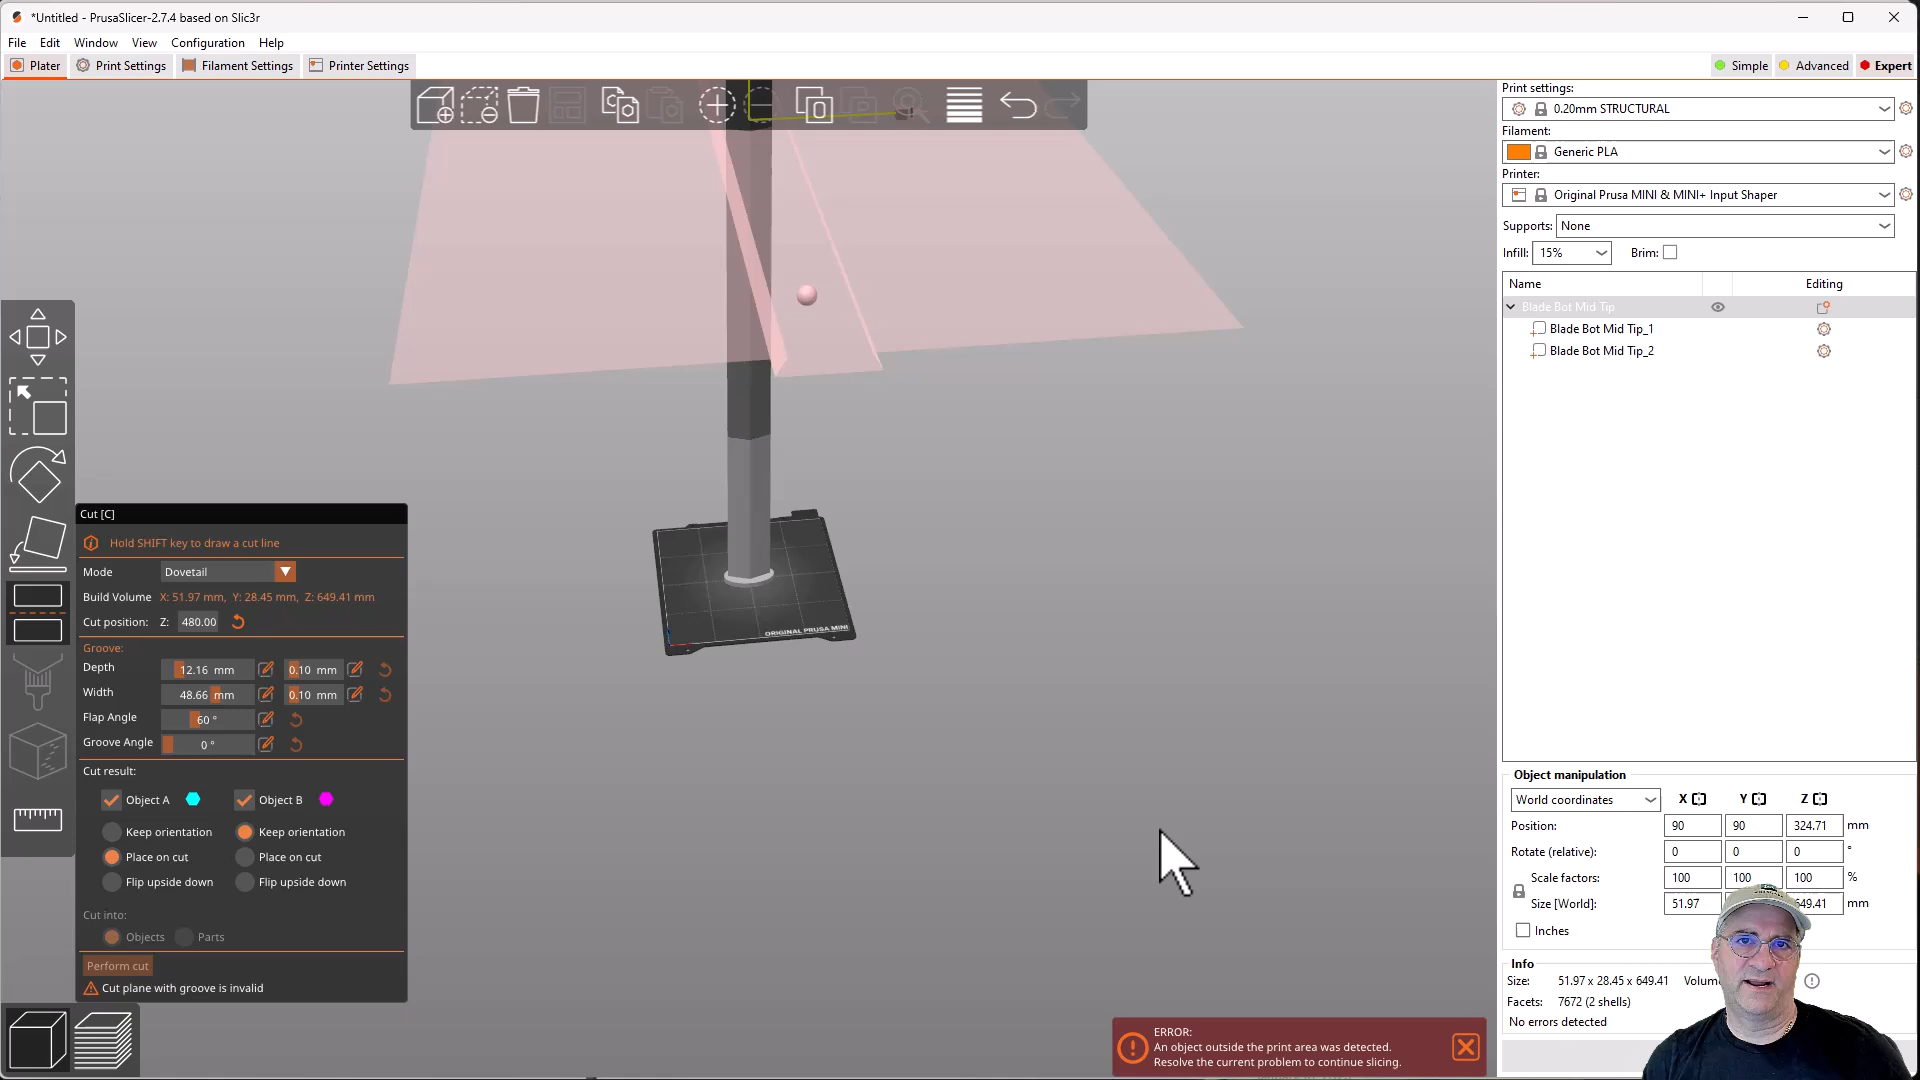 *Untitled - PrusaSlicer-2.7.4 based on Slic3r
File Edit Window View Configuration Help
Plater Print Settings Filament Settings Printer Settings
Simple Advanced Expert
Print settings:
0.20mm STRUCTURAL
Filament:
Generic PLA
Printer:
Original Prusa MINI & MINI+ Input Shaper
Supports: None
Infill: 15% Brim:
Name Editing
Blade Bot Mid Tip
Blade Bot Mid Tip_1
Blade Bot Mid Tip_2
ORIGINAL PRUSA MINI
Cut [C]
Hold SHIFT key to draw a cut line
Mode Dovetail
Build Volume X: 51.97 mm, Y: 28.45 mm, Z: 649.41 mm
Cut position: Z: 480.00
Groove:
Depth 12.16 mm 0.10 mm
Width 48.66 mm 0.10 mm
Flap Angle 60 °
Groove Angle 0 °
Cut result:
Object A Object B
Keep orientation Keep orientation
Place on cut Place on cut
Flip upside down Flip upside down
Cut into:
Objects Parts
Perform cut
Cut plane with groove is invalid
Object manipulation
World coordinates X Y Z
Position: 90 90 324.71 mm
Rotate (relative): 0 0 0 °
Scale factors: 100 100 100 %
Size [World]: 51.97 649.41 mm
Inches
Info
Size: 51.97 x 28.45 x 649.41 Volum
Facets: 7672 (2 shells)
No errors detected
ERROR:
An object outside the print area was detected.
Resolve the current problem to continue slicing.